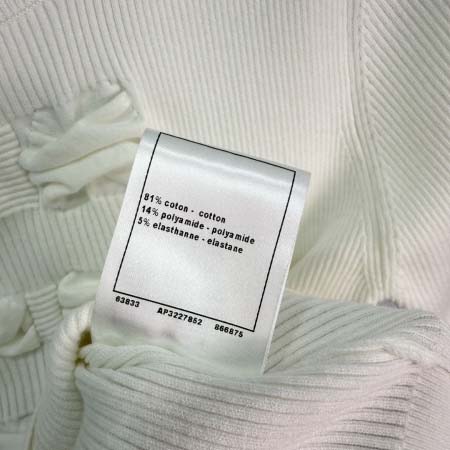 81% coton - cotton
14% polyamide - polyamide
5% elasthanne - elastane
63833 AP3227852 866875